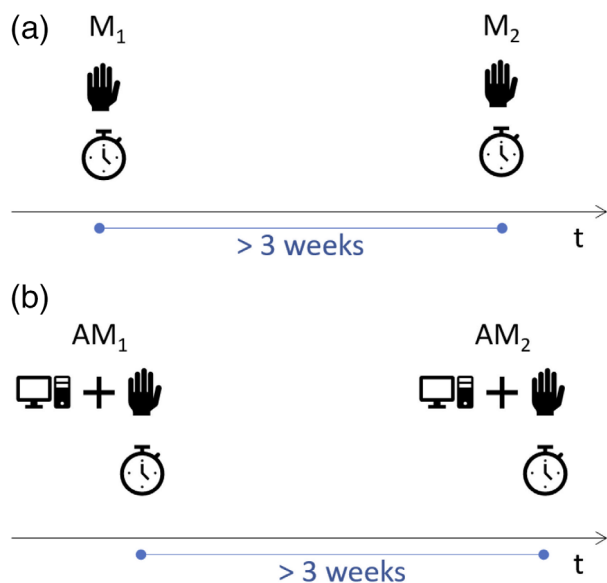 (a)
M₁ M₂
> 3 weeks
t
(b)
AM₁ AM₂
+ +
> 3 weeks
t